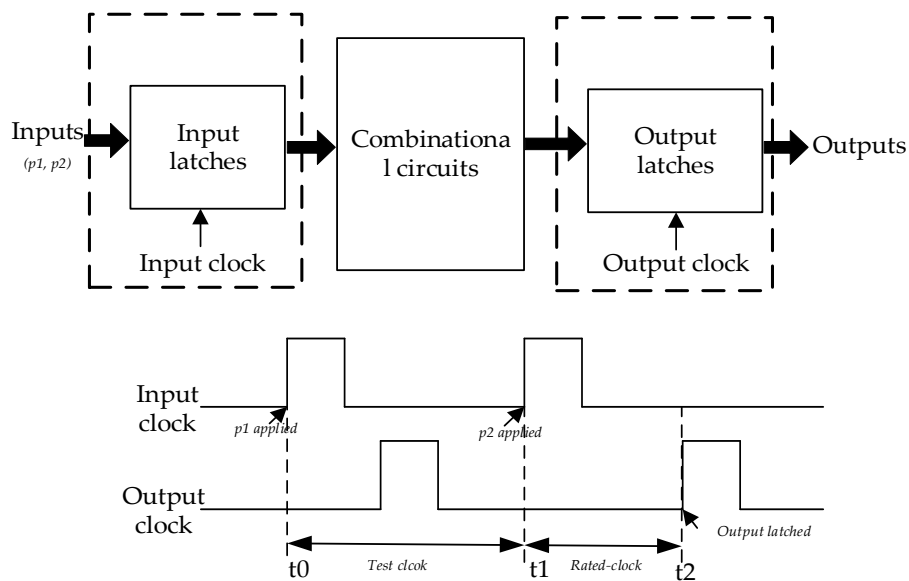 Inputs
(p1, p2)
Input
latches
Input clock
Combinationa
l circuits
Output
latches
Output clock
Outputs
Input
clock
p1 applied
p2 applied
Output
clock
Output latched
t0
Test clcok
t1
Rated-clock
t2